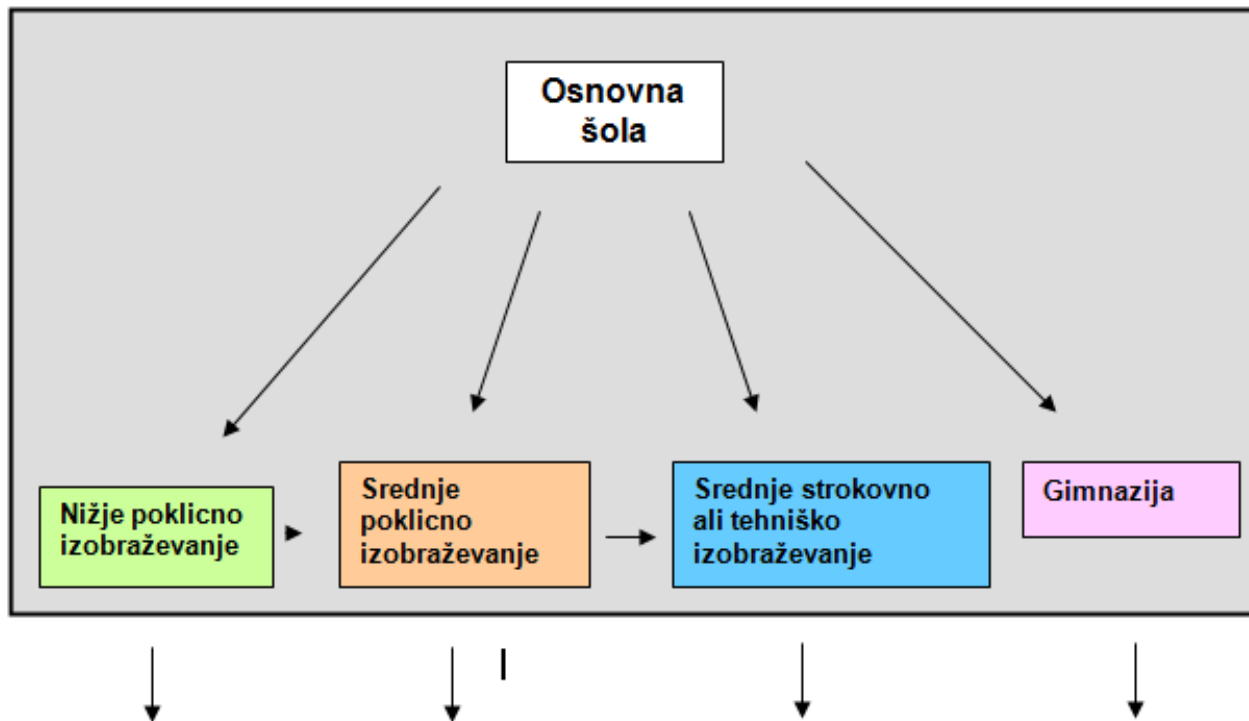 Osnovna
šola
Nižje poklicno
izobraževanje
Srednje
poklicno
izobraževanje
Srednje strokovno
ali tehniško
izobraževanje
Gimnazija